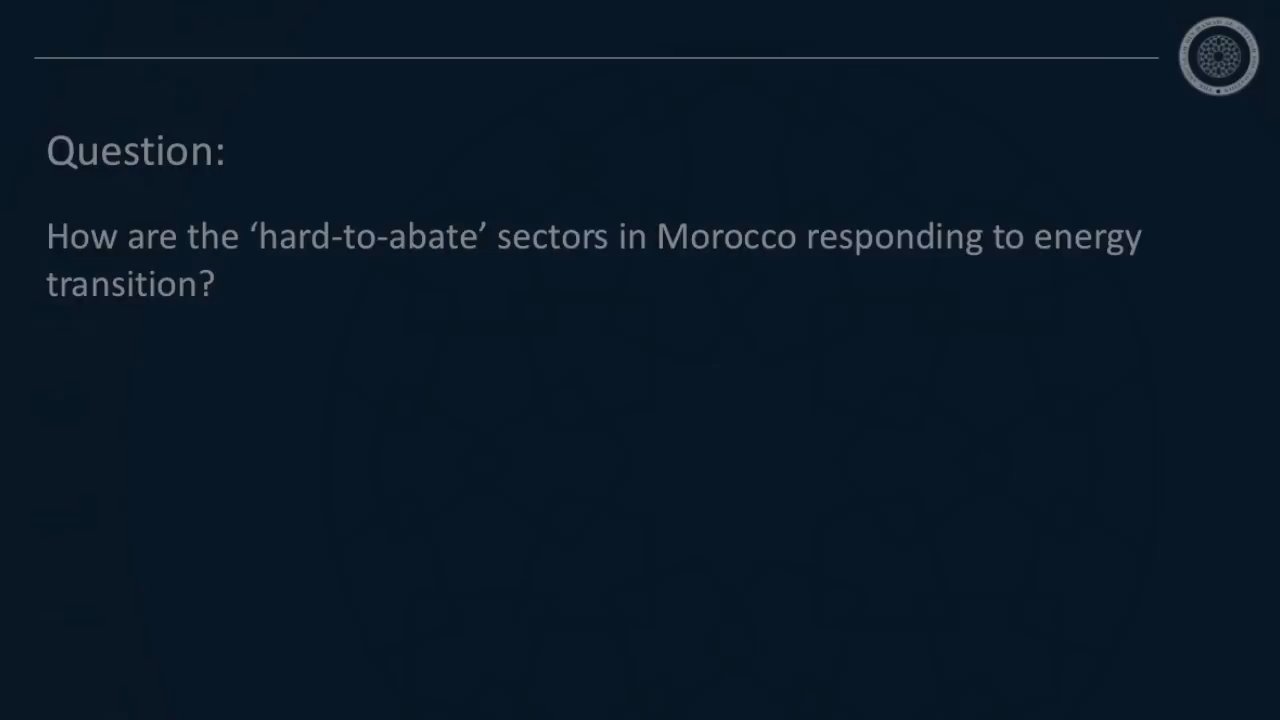 Question:
How are the ‘hard-to-abate’ sectors in Morocco responding to energy
transition?